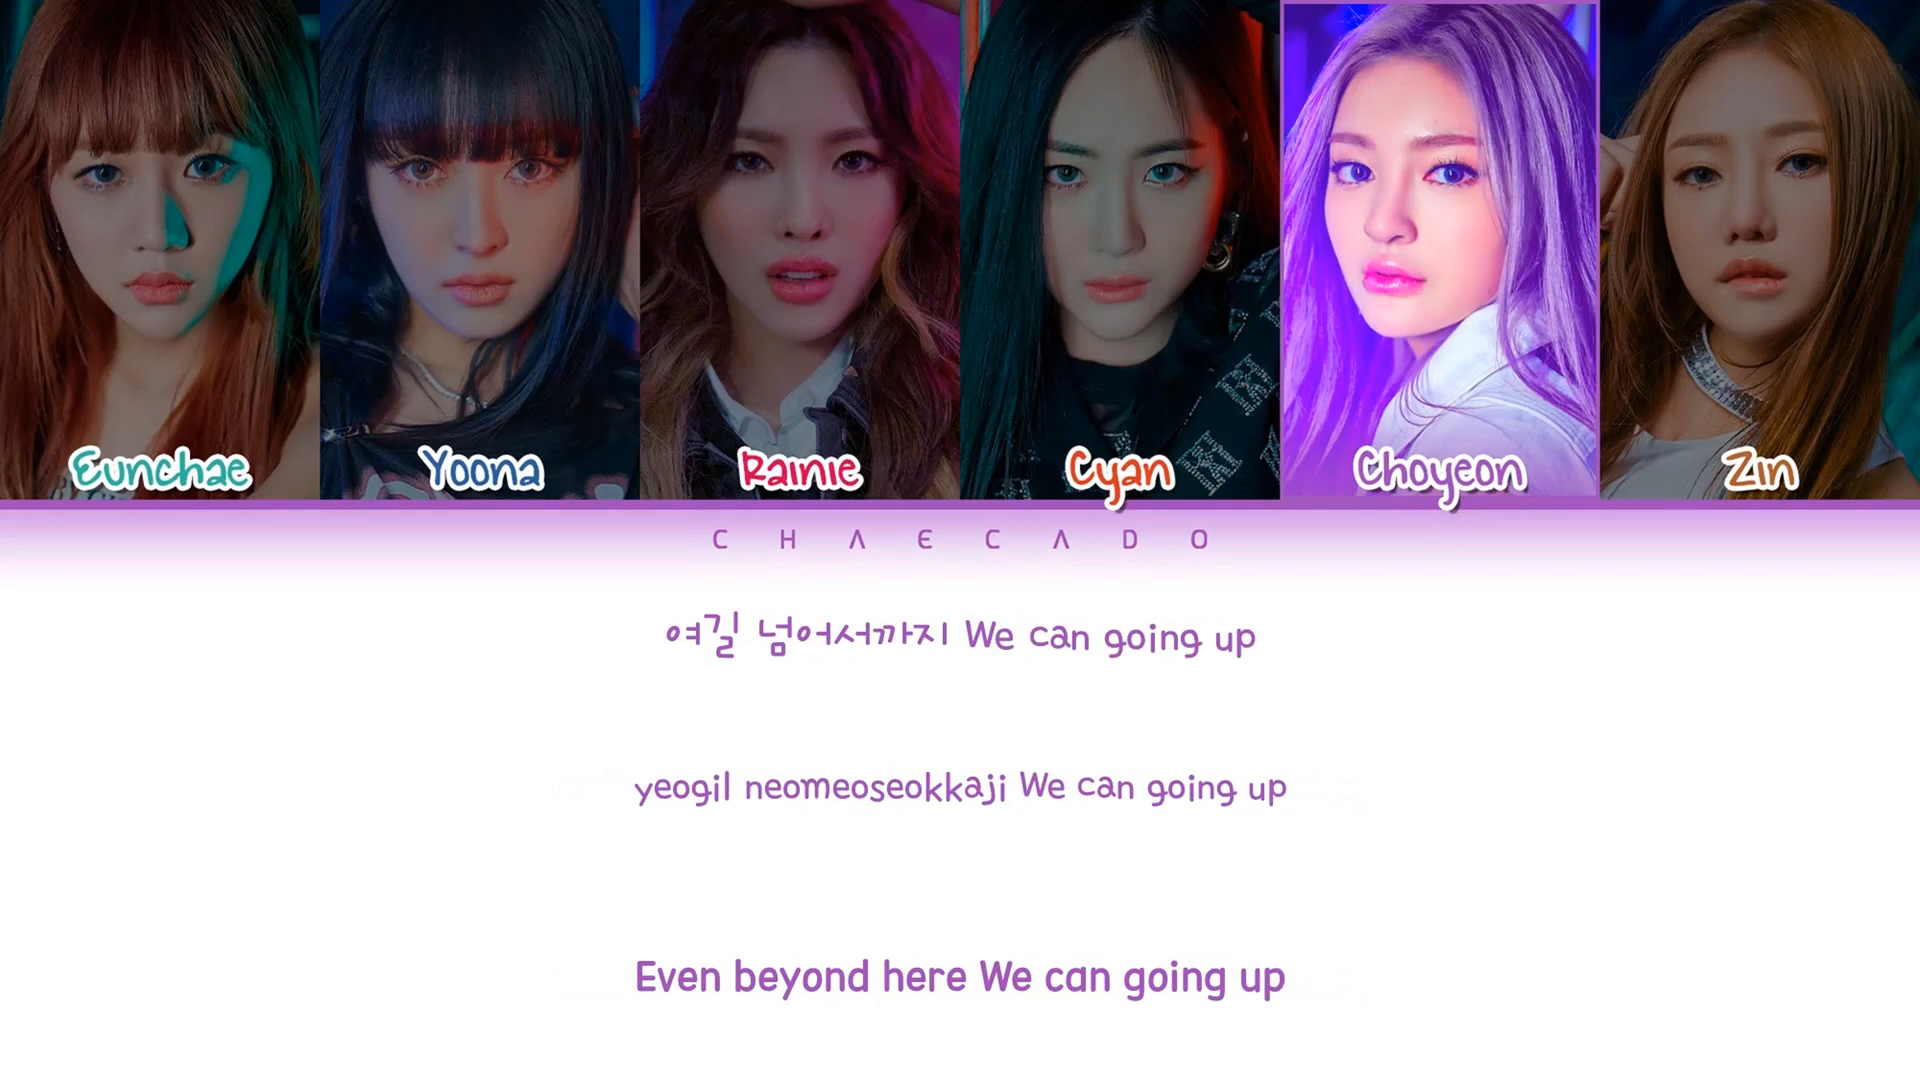 Eunchae Yoona Rainie Cyan Choyeon Zin
CHAECADO
여길 넘어서까지 We can going up
yeogil neomeoseokkaji We can going up
Even beyond here We can going up